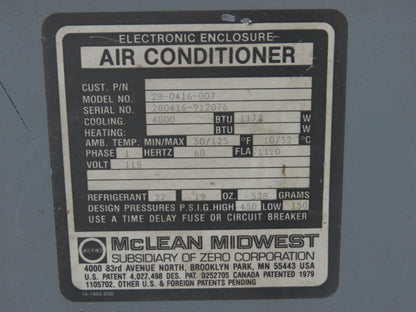 ELECTRONIC ENCLOSURE
AIR CONDITIONER
CUST. P/N
MODEL NO. 28-0416-007
SERIAL NO. 280416-912076
COOLING. 4000 BTU 1172 W
HEATING: BTU W
AMB. TEMP. MIN/MAX 50/125 °F 10/52 °C
PHASE 1 HERTZ 60 FLA 11.0
VOLT 115
REFRIGERANT 22 19 OZ. 539 GRAMS
DESIGN PRESSURES P.S.I.G. HIGH 450 LOW 150
USE A TIME DELAY FUSE OR CIRCUIT BREAKER
McLEAN MIDWEST
SUBSIDIARY OF ZERO CORPORATION
4000 83rd AVENUE NORTH, BROOKLYN PARK, MN 55443 USA
U.S. PATENT 4,027,498 DES. PAT. D252705 CANADA PATENTED 1979
1105702, OTHER U.S. & FOREIGN PATENTS PENDING